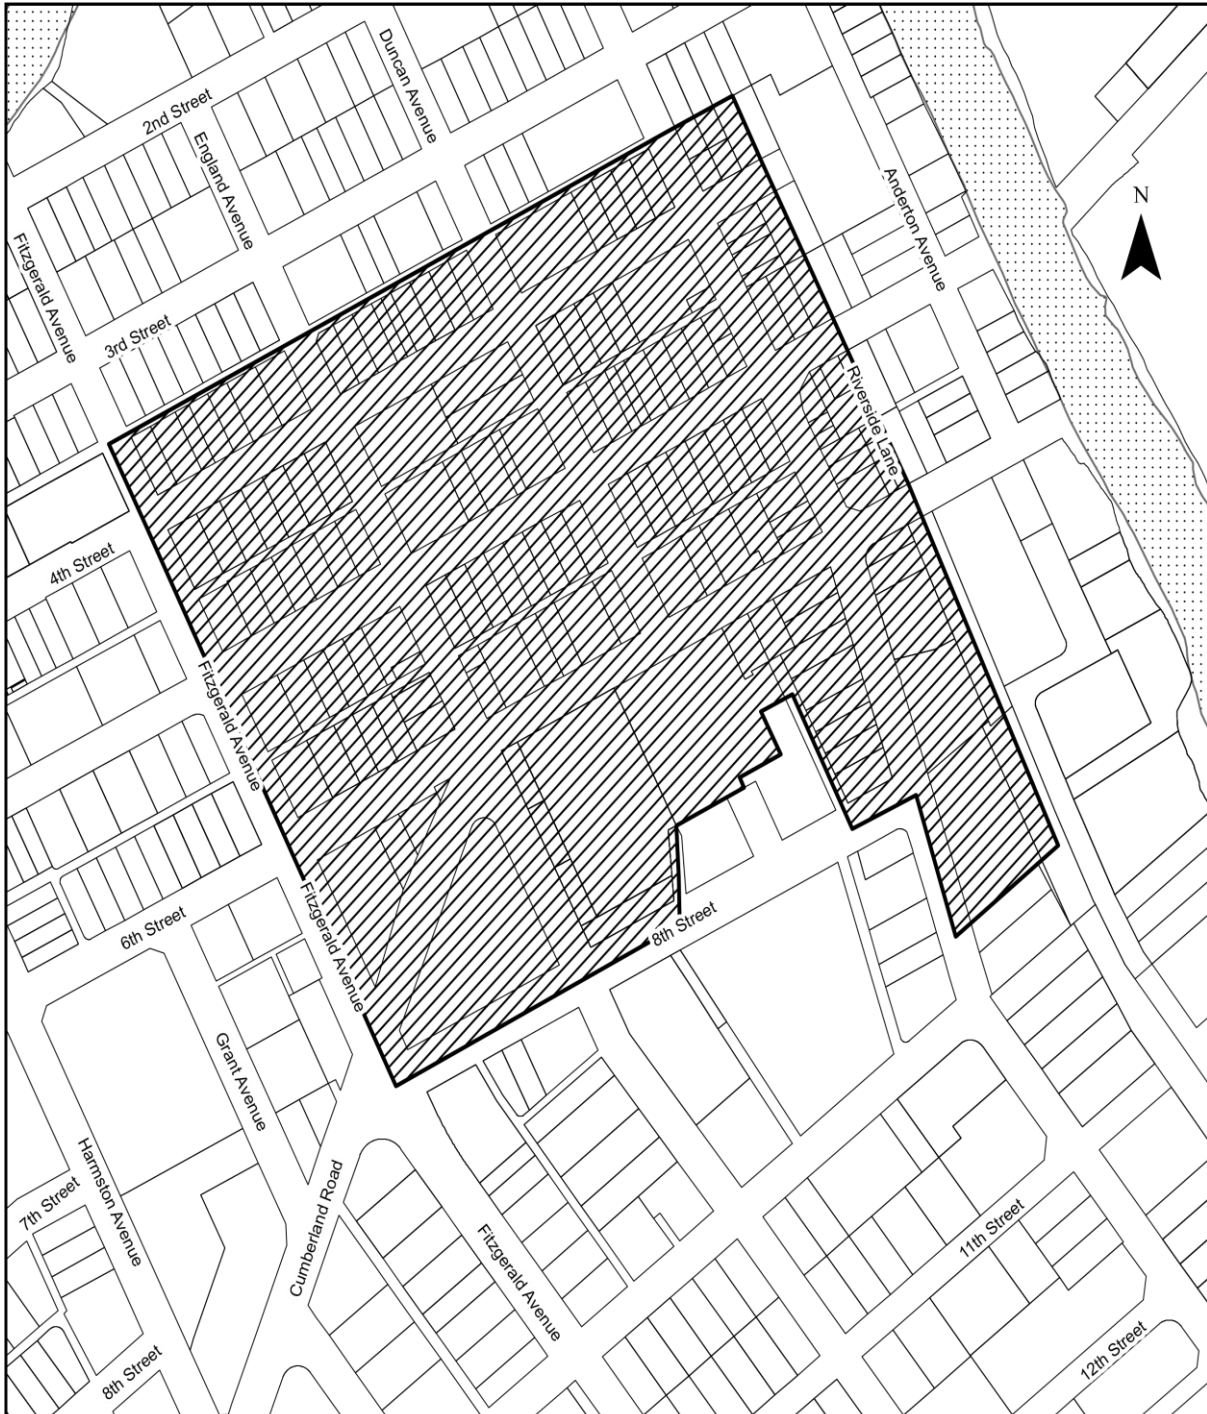 Duncan Avenue
2nd Street
England Avenue
Anderton Avenue
N
Fitzgerald Avenue
3rd Street
Riverside Lane
4th Street
Fitzgerald Avenue
Fitzgerald Avenue
6th Street
8th Street
Grant Avenue
Harmston Avenue
Cumberland Road
7th Street
Fitzgerald Avenue
11th Street
8th Street
12th Street